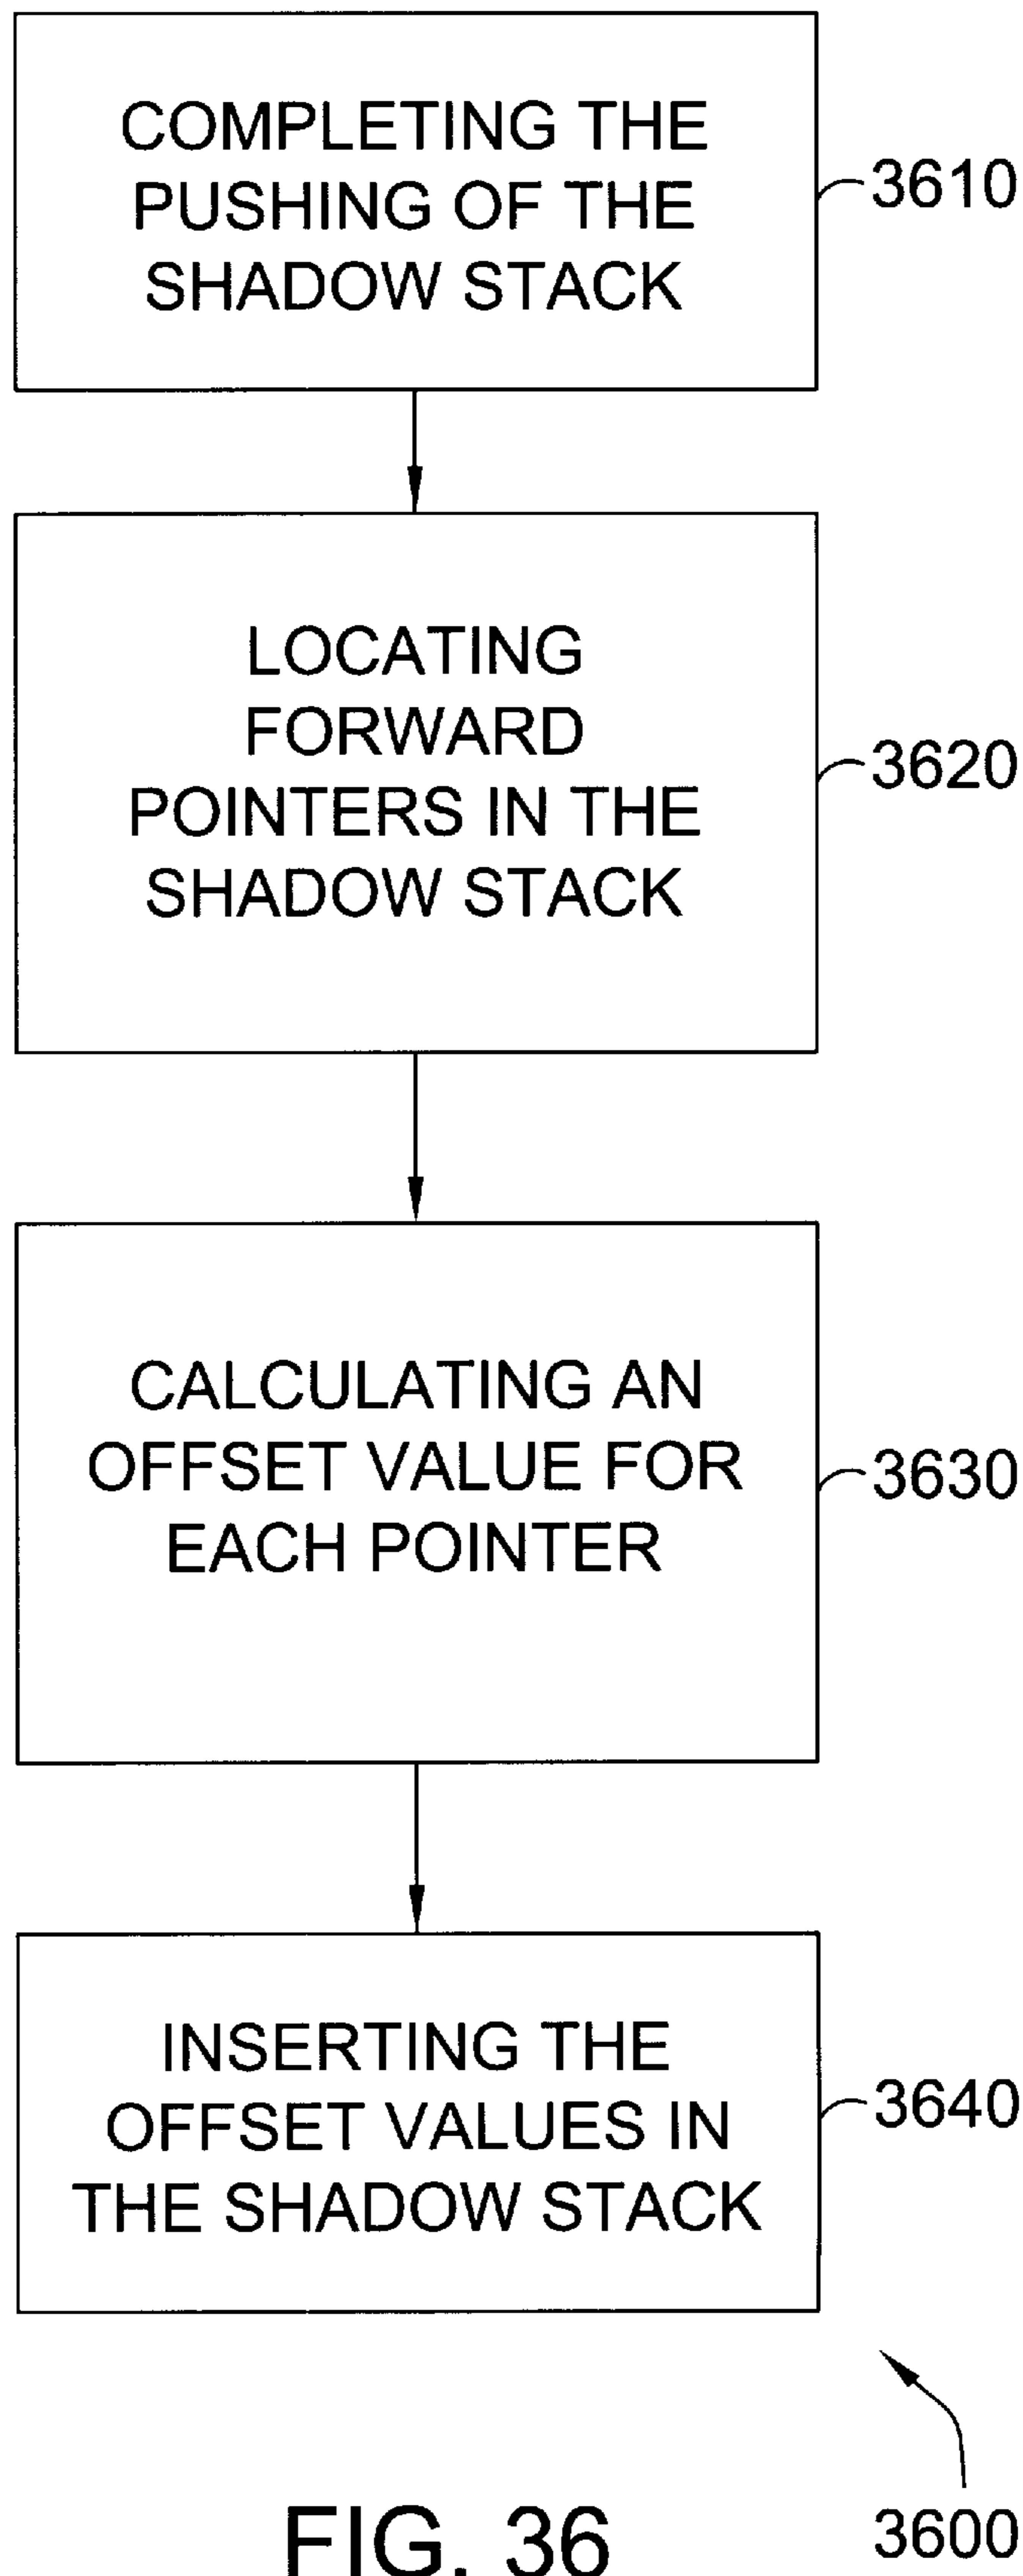 COMPLETING THE
PUSHING OF THE
SHADOW STACK
3610
LOCATING
FORWARD
POINTERS IN THE
SHADOW STACK
3620
CALCULATING AN
OFFSET VALUE FOR
EACH POINTER
3630
INSERTING THE
OFFSET VALUES IN
THE SHADOW STACK
3640
3600
FIG. 36